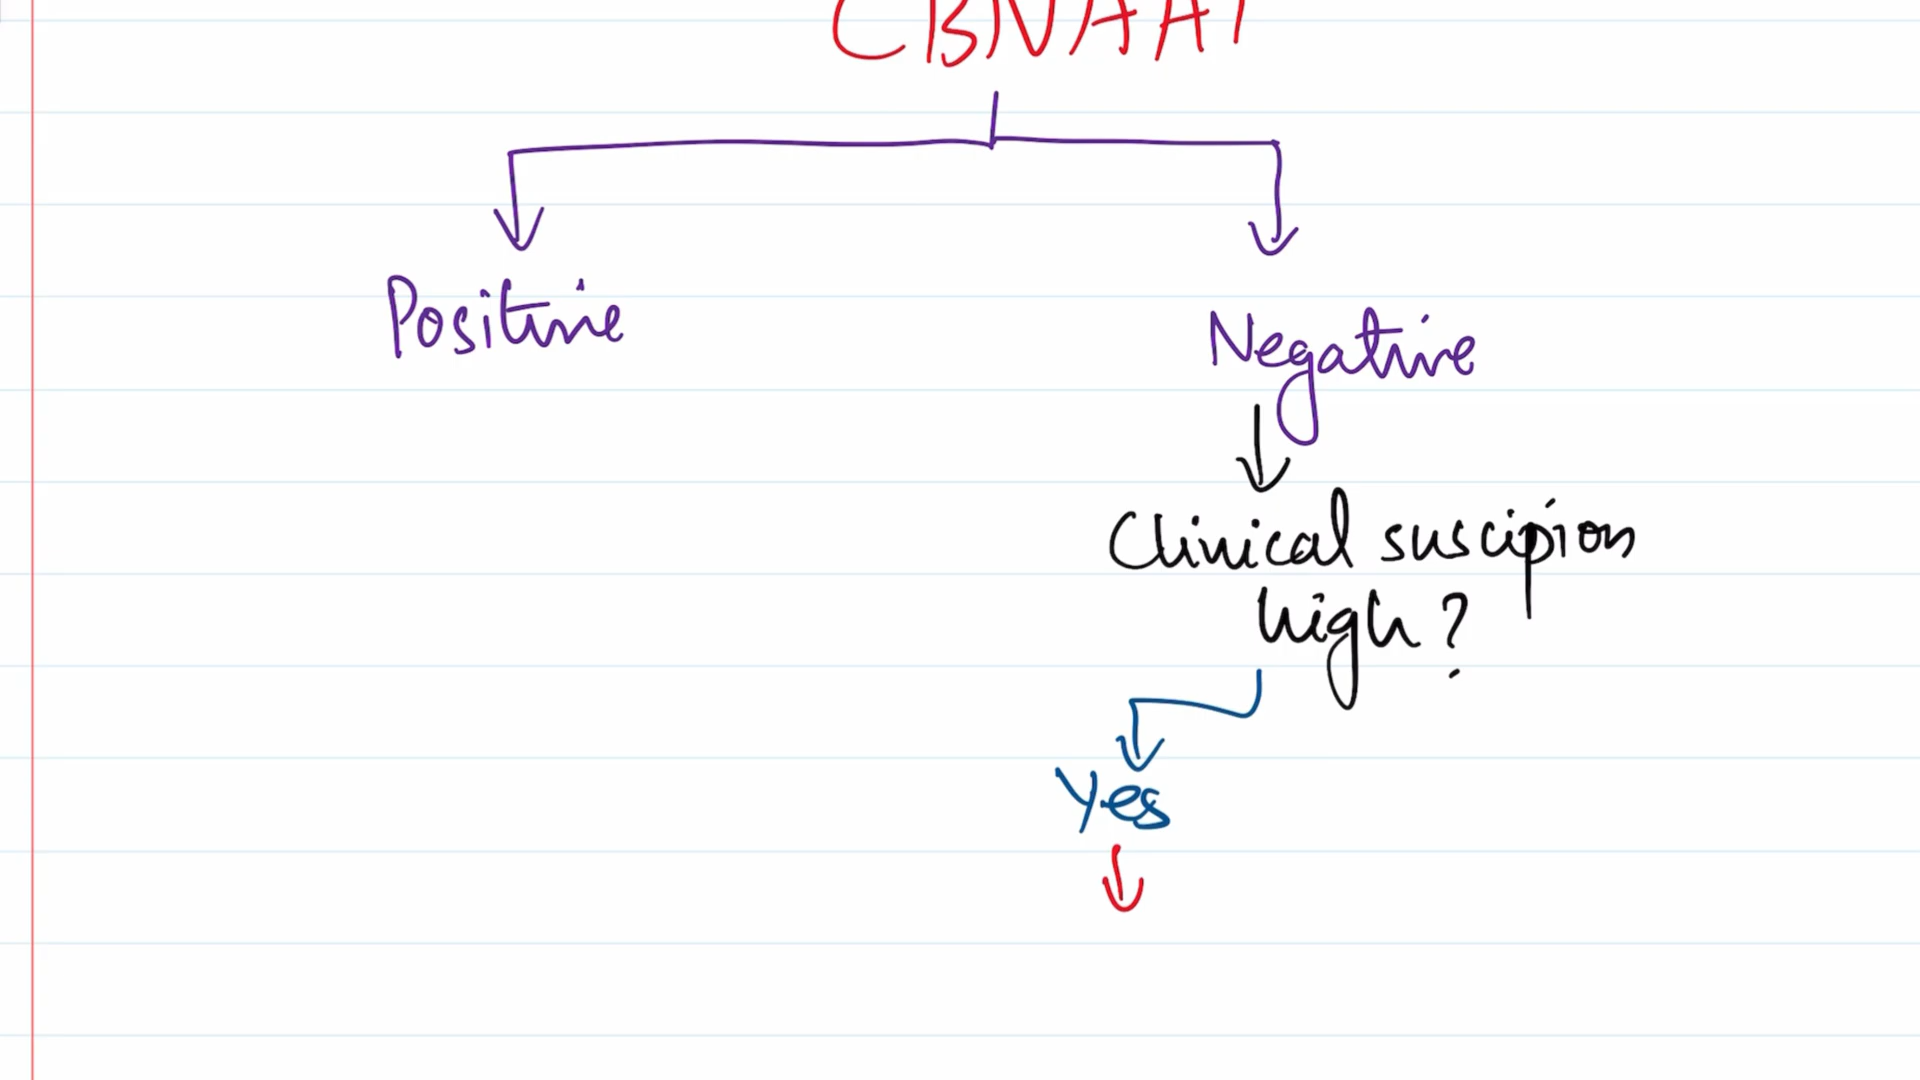 CBNAAT
Positive
Negative
Clinical suscipion
high?
Yes